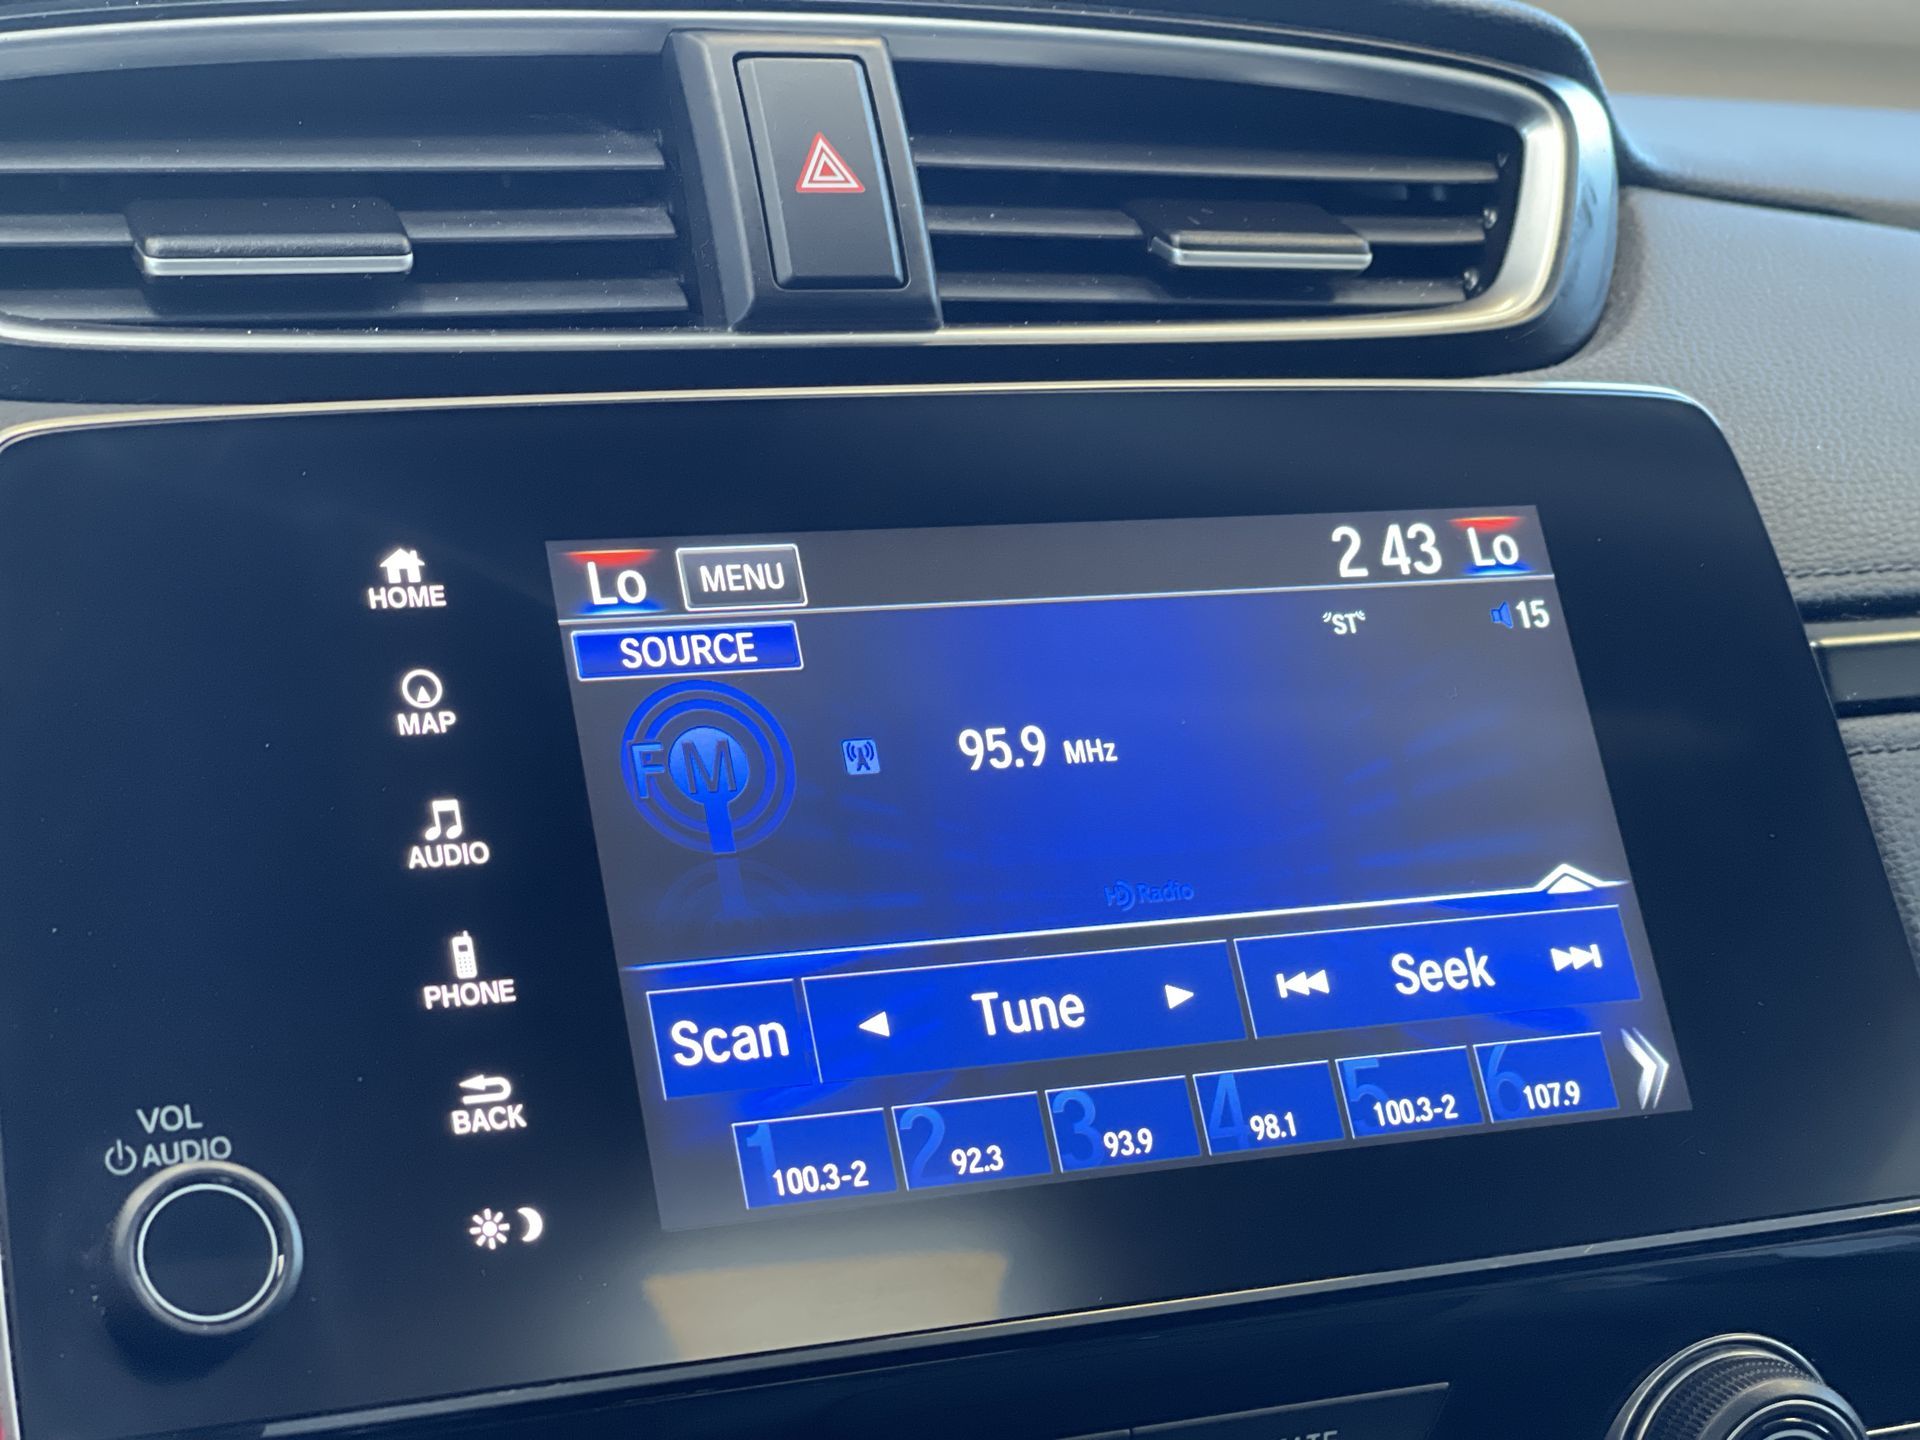 HOME
MAP
AUDIO
PHONE
BACK
VOL
AUDIO
Lo MENU 2 43 Lo
SOURCE "ST" 15
FM 95.9 MHz
HD Radio
Scan Tune Seek
1 100.3-2
2 92.3
3 93.9
4 98.1
5 100.3-2
6 107.9